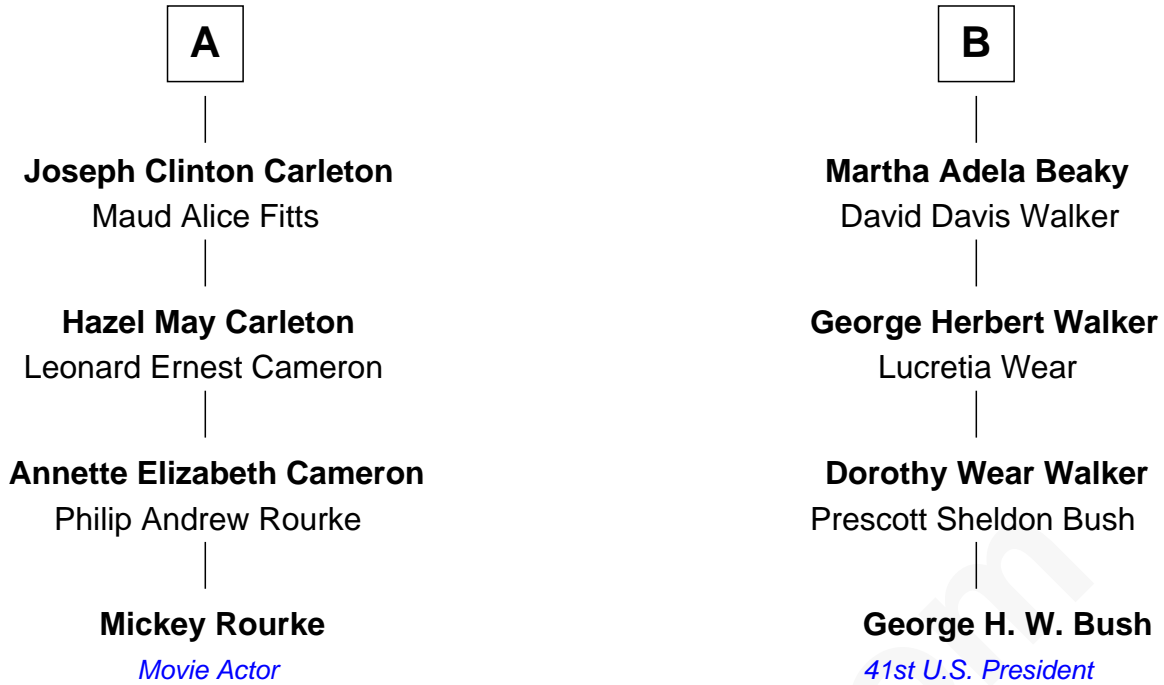 A
Joseph Clinton Carleton
Maud Alice Fitts
Hazel May Carleton
Leonard Ernest Cameron
Annette Elizabeth Cameron
Philip Andrew Rourke
Mickey Rourke
Movie Actor
B
Martha Adela Beaky
David Davis Walker
George Herbert Walker
Lucretia Wear
Dorothy Wear Walker
Prescott Sheldon Bush
George H. W. Bush
41st U.S. President
om